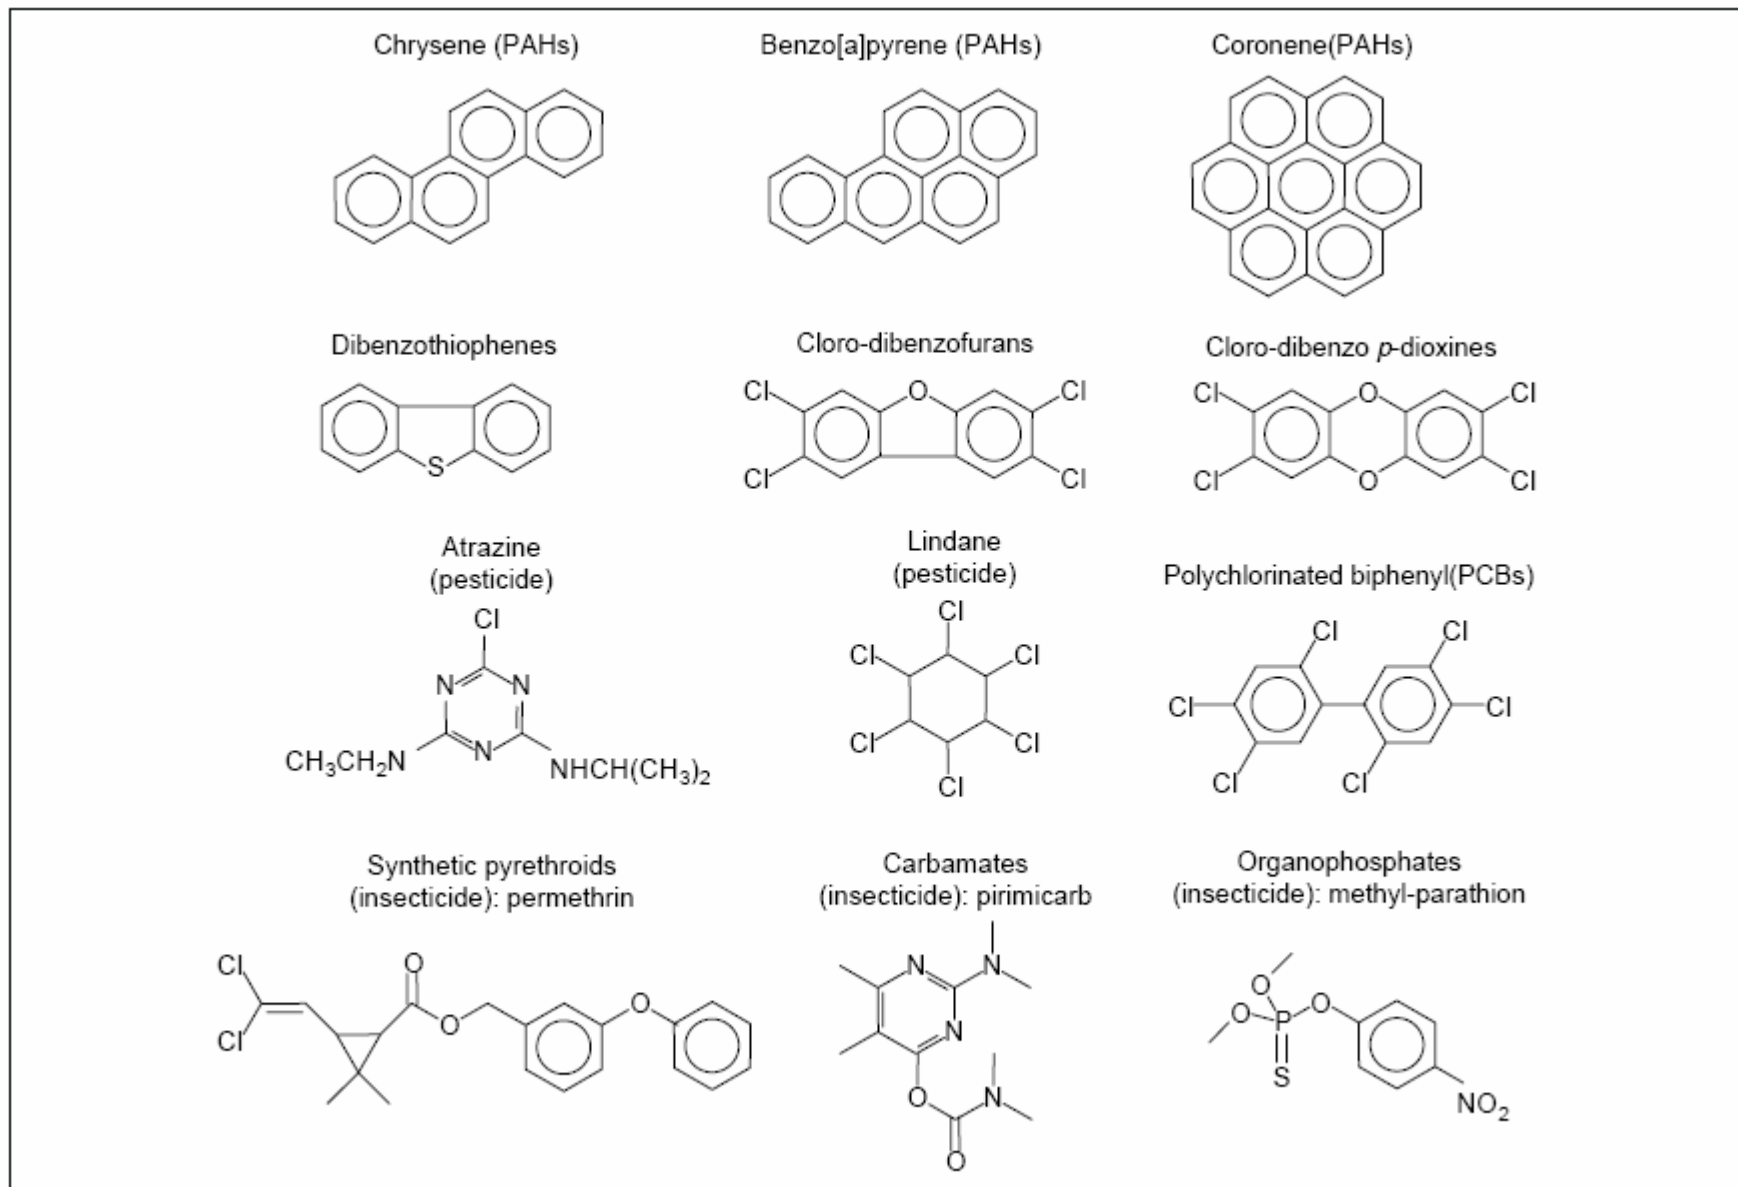 Chrysene (PAHs)
Benzo[a]pyrene (PAHs)
Coronene(PAHs)
Dibenzothiophenes
S
Cloro-dibenzofurans
Cl
O
Cl
Cl
Cl
Cloro-dibenzo p-dioxines
Cl
O
Cl
Cl
O
Cl
Atrazine
(pesticide)
Cl
N
N
N
CH₃CH₂N
NHCH(CH₃)₂
Lindane
(pesticide)
Cl
Cl
Cl
Cl
Cl
Cl
Polychlorinated biphenyl(PCBs)
Cl
Cl
Cl
Cl
Cl
Cl
Synthetic pyrethroids
(insecticide): permethrin
Cl
O
Cl
O
O
Carbamates
(insecticide): pirimicarb
N
N
N
O
N
O
Organophosphates
(insecticide): methyl-parathion
O
O
P
O
S
NO₂